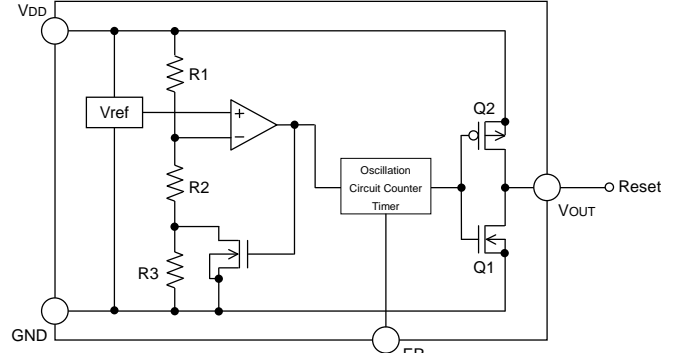 VDD
R1
Q2
Vref
+
−
Oscillation
Circuit Counter
Timer
R2
Reset
VOUT
R3
Q1
GND